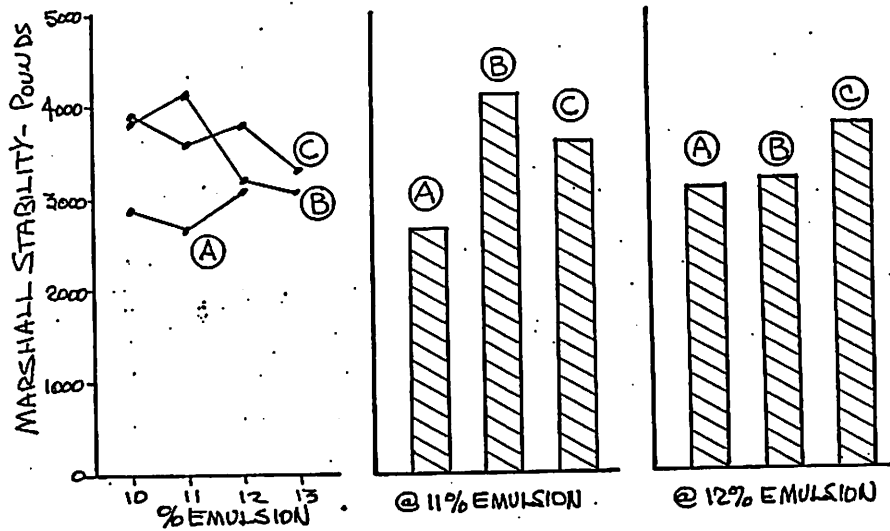 MARSHALL STABILITY - POUNDS
5000
4000
3000
2000
1000
0
10 11 12 13
% EMULSION
A
B
C
A
B
C
@ 11% EMULSION
A
B
C
@ 12% EMULSION